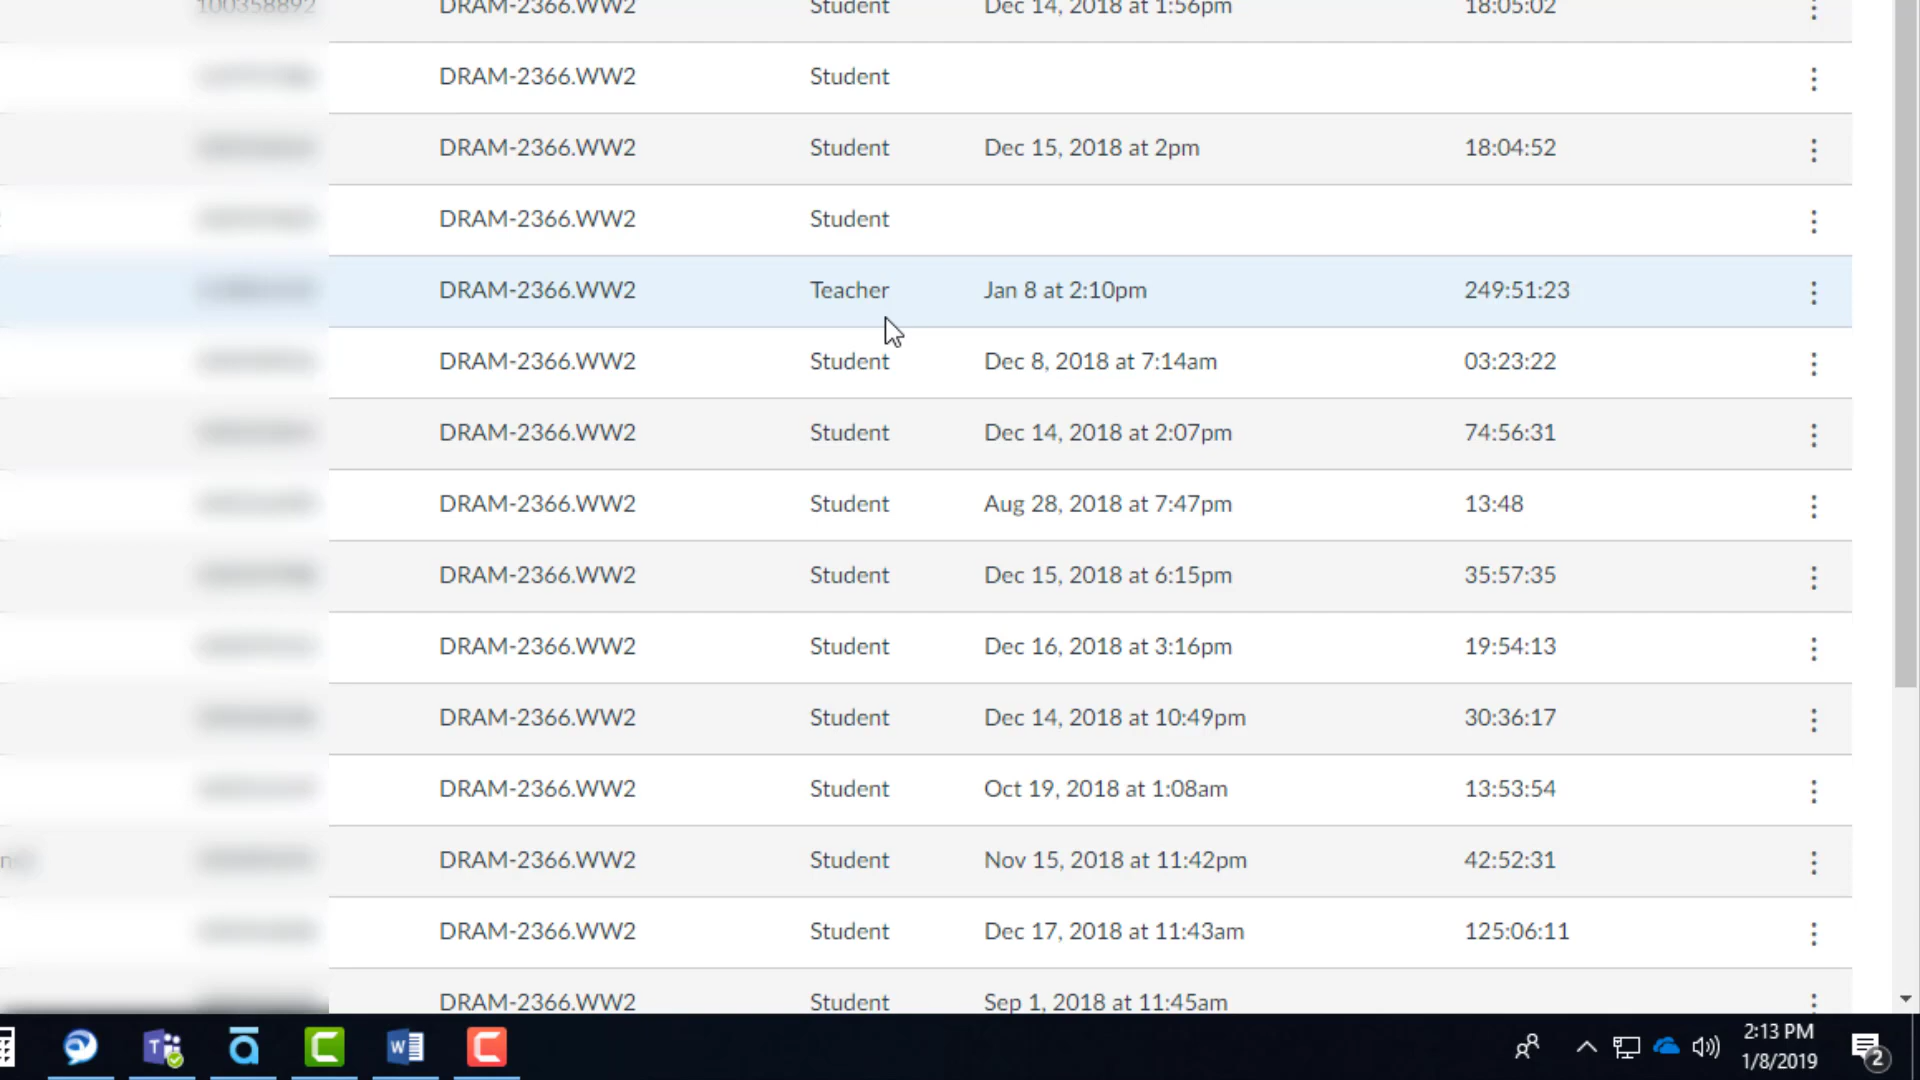 100358892 DRAM-2366.WW2 Student Dec 14, 2018 at 1:56pm 18:05:02
DRAM-2366.WW2 Student
DRAM-2366.WW2 Student Dec 15, 2018 at 2pm 18:04:52
DRAM-2366.WW2 Student
DRAM-2366.WW2 Teacher Jan 8 at 2:10pm 249:51:23
DRAM-2366.WW2 Student Dec 8, 2018 at 7:14am 03:23:22
DRAM-2366.WW2 Student Dec 14, 2018 at 2:07pm 74:56:31
DRAM-2366.WW2 Student Aug 28, 2018 at 7:47pm 13:48
DRAM-2366.WW2 Student Dec 15, 2018 at 6:15pm 35:57:35
DRAM-2366.WW2 Student Dec 16, 2018 at 3:16pm 19:54:13
DRAM-2366.WW2 Student Dec 14, 2018 at 10:49pm 30:36:17
DRAM-2366.WW2 Student Oct 19, 2018 at 1:08am 13:53:54
DRAM-2366.WW2 Student Nov 15, 2018 at 11:42pm 42:52:31
DRAM-2366.WW2 Student Dec 17, 2018 at 11:43am 125:06:11
DRAM-2366.WW2 Student Sep 1, 2018 at 11:45am
2:13 PM
1/8/2019
2